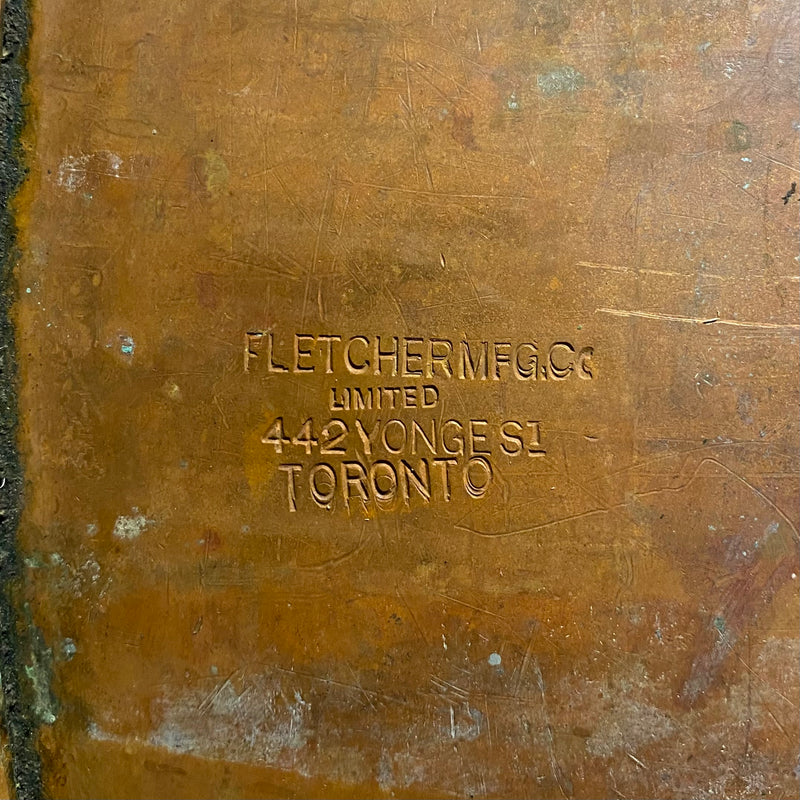 FLETCHER MFG. Co
LIMITED
442 YONGE ST
TORONTO